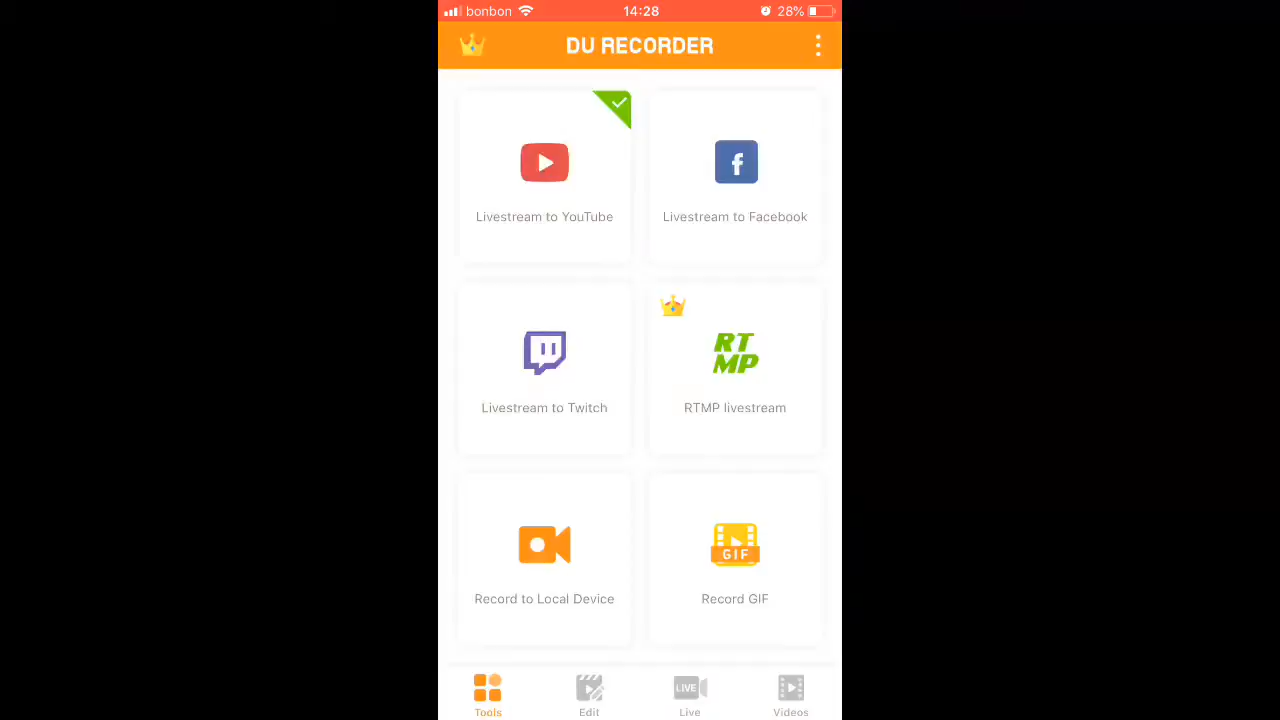 bonbon 14:28 28%
DU RECORDER
Livestream to YouTube
Livestream to Facebook
Livestream to Twitch
RT
MP
RTMP livestream
Record to Local Device
GIF
Record GIF
LIVE
Tools Edit Live Videos